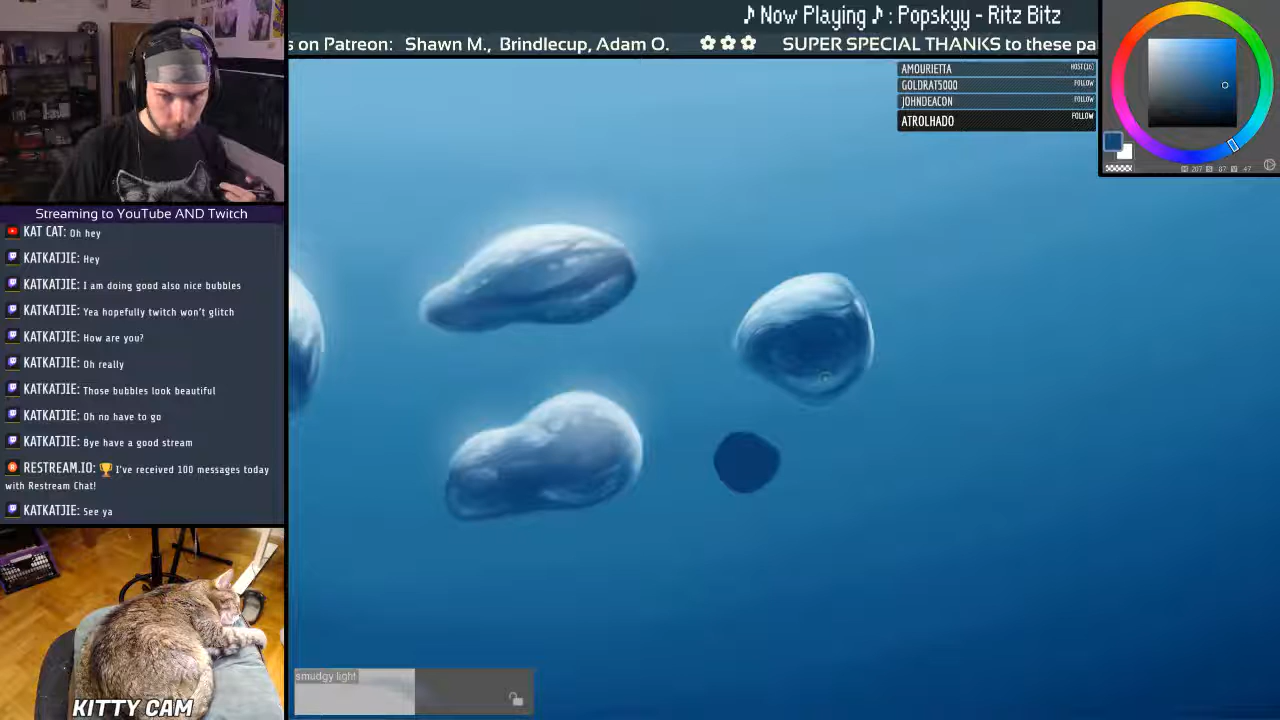 ♪ Now Playing ♪ : Popskyy - Ritz Bitz
s on Patreon: Shawn M., Brindlecup, Adam O. ✿ ✿ ✿ SUPER SPECIAL THANKS to these pa
AMOURIETTA HOST(16)
GOLDRAT5000 FOLLOW
JOHNDEACON FOLLOW
ATROLHADO FOLLOW
Streaming to YouTube AND Twitch
KAT CAT: Oh hey
KATKATJIE: Hey
KATKATJIE: I am doing good also nice bubbles
KATKATJIE: Yea hopefully twitch won't glitch
KATKATJIE: How are you?
KATKATJIE: Oh really
KATKATJIE: Those bubbles look beautiful
KATKATJIE: Oh no have to go
KATKATJIE: Bye have a good stream
RESTREAM.IO: 🏆 I've received 100 messages today
with Restream Chat!
KATKATJIE: See ya
smudgy light
KITTY CAM